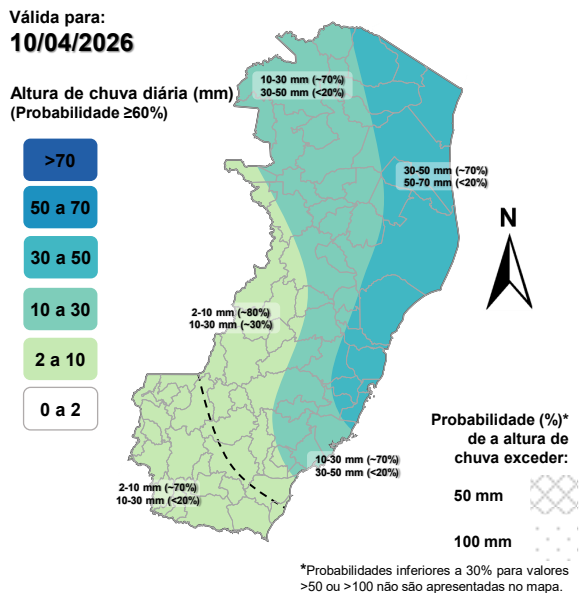 Válida para:
10/04/2026
Altura de chuva diária (mm)
(Probabilidade ≥60%)
>70
50 a 70
30 a 50
10 a 30
2 a 10
0 a 2
10-30 mm (~70%)
30-50 mm (<20%)
30-50 mm (~70%)
50-70 mm (<20%)
N
2-10 mm (~80%)
10-30 mm (~30%)
2-10 mm (~70%)
10-30 mm (<20%)
10-30 mm (~70%)
30-50 mm (<20%)
Probabilidade (%)*
de a altura de
chuva exceder:
50 mm
100 mm
*Probabilidades inferiores a 30% para valores
>50 ou >100 não são apresentadas no mapa.